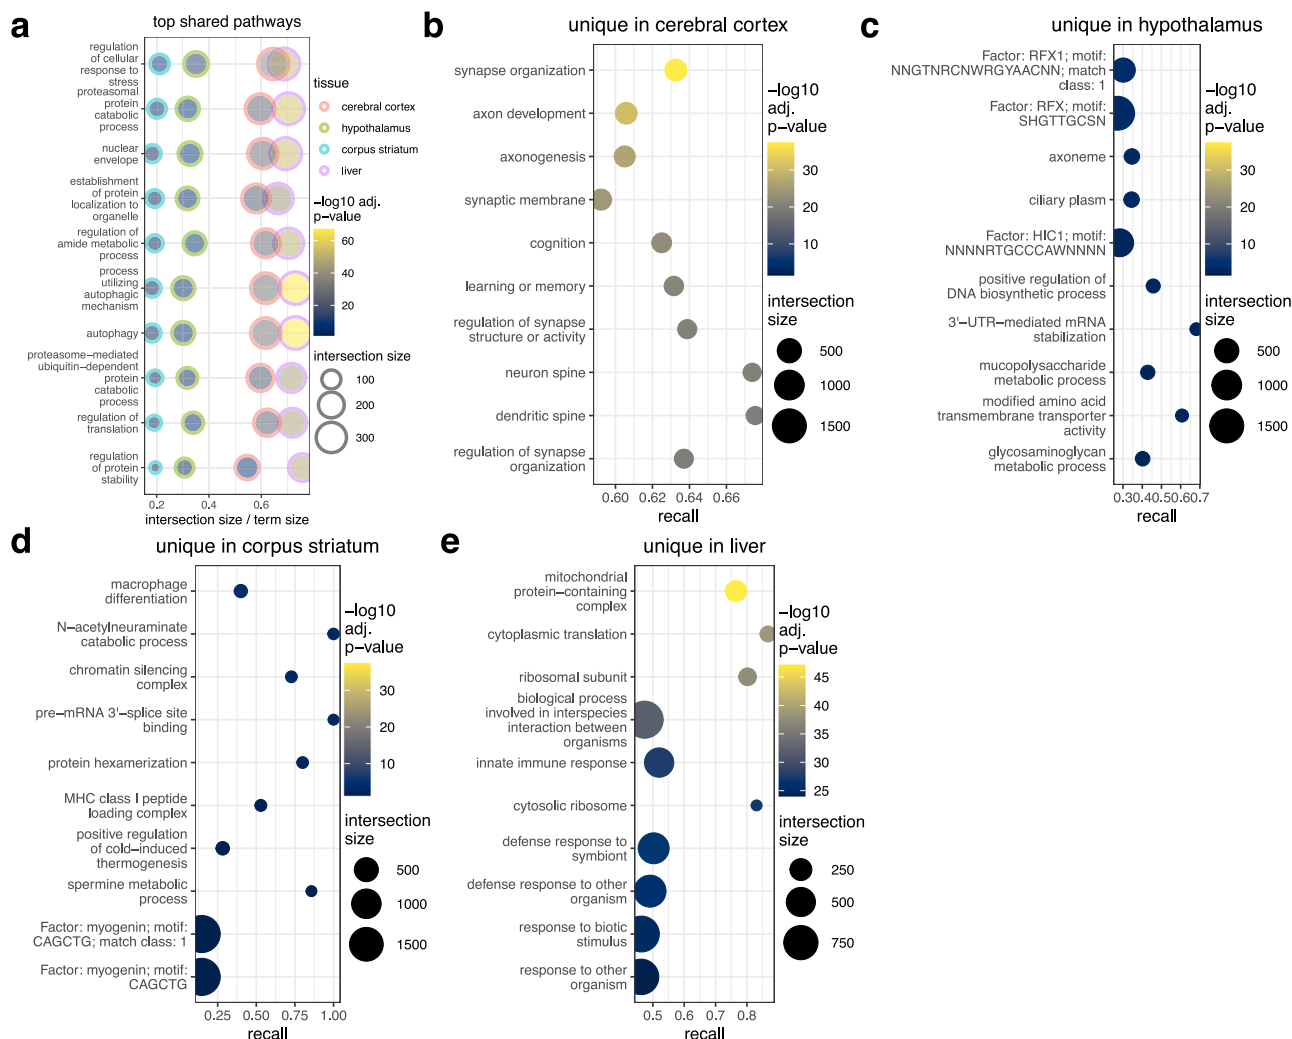 a
top shared pathways
regulation
of cellular
response to
stress
proteasomal
protein
catabolic
process
nuclear
envelope
establishment
of protein
localization to
organelle
regulation of
amide metabolic
process
process
utilizing
autophagic
mechanism
autophagy
proteasome−mediated
ubiquitin−dependent
protein
catabolic
process
regulation of
translation
regulation
of protein
stability
0.2
0.4
0.6
intersection size / term size
tissue
cerebral cortex
hypothalamus
corpus striatum
liver
−log10 adj.
p−value
60
40
20
intersection size
100
200
300
b
unique in cerebral cortex
synapse organization
axon development
axonogenesis
synaptic membrane
cognition
learning or memory
regulation of synapse
structure or activity
neuron spine
dendritic spine
regulation of synapse
organization
0.60
0.62
0.64
0.66
recall
−log10
adj.
p−value
30
20
10
intersection
size
500
1000
1500
c
unique in hypothalamus
Factor: RFX1; motif:
NNGTNRCNWRGYAACNN; match
class: 1
Factor: RFX; motif:
SHGTTGCSN
axoneme
ciliary plasm
Factor: HIC1; motif:
NNNNRTGCCCAWNNNN
positive regulation of
DNA biosynthetic process
3'−UTR−mediated mRNA
stabilization
mucopolysaccharide
metabolic process
modified amino acid
transmembrane transporter
activity
glycosaminoglycan
metabolic process
0.30.40.50.60.7
recall
−log10
adj.
p−value
30
20
10
intersection
size
500
1000
1500
d
unique in corpus striatum
macrophage
differentiation
N−acetylneuraminate
catabolic process
chromatin silencing
complex
pre−mRNA 3'−splice site
binding
protein hexamerization
MHC class I peptide
loading complex
positive regulation
of cold−induced
thermogenesis
spermine metabolic
process
Factor: myogenin; motif:
CAGCTG; match class: 1
Factor: myogenin; motif:
CAGCTG
0.25
0.50
0.75
1.00
recall
−log10
adj.
p−value
30
20
10
intersection
size
500
1000
1500
e
unique in liver
mitochondrial
protein−containing
complex
cytoplasmic translation
ribosomal subunit
biological process
involved in interspecies
interaction between
organisms
innate immune response
cytosolic ribosome
defense response to
symbiont
defense response to other
organism
response to biotic
stimulus
response to other
organism
0.5
0.6
0.7
0.8
recall
−log10
adj.
p−value
45
40
35
30
25
intersection
size
250
500
750